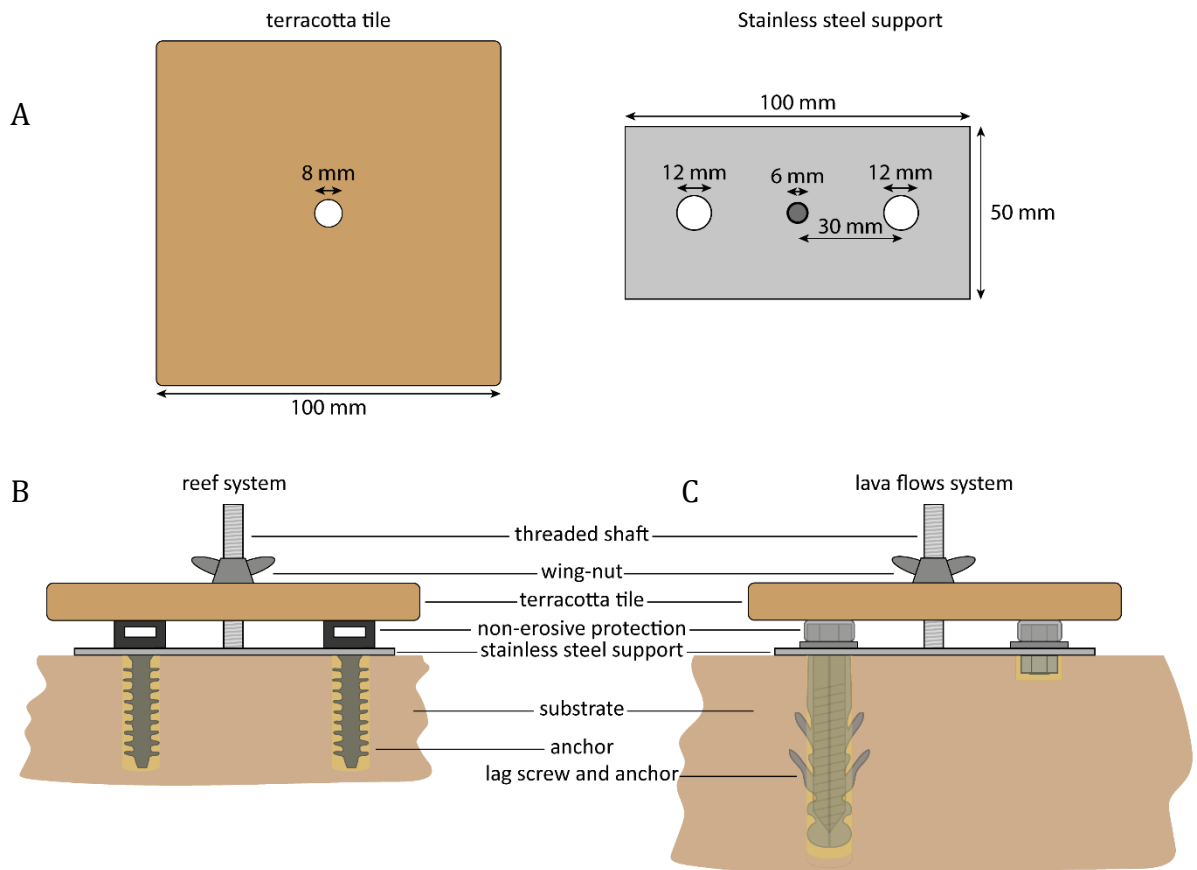 terracotta tile
Stainless steel support
A
100 mm
8 mm
12 mm
6 mm
12 mm
30 mm
50 mm
100 mm
B
reef system
C
lava flows system
threaded shaft
wing-nut
terracotta tile
non-erosive protection
stainless steel support
substrate
anchor
lag screw and anchor